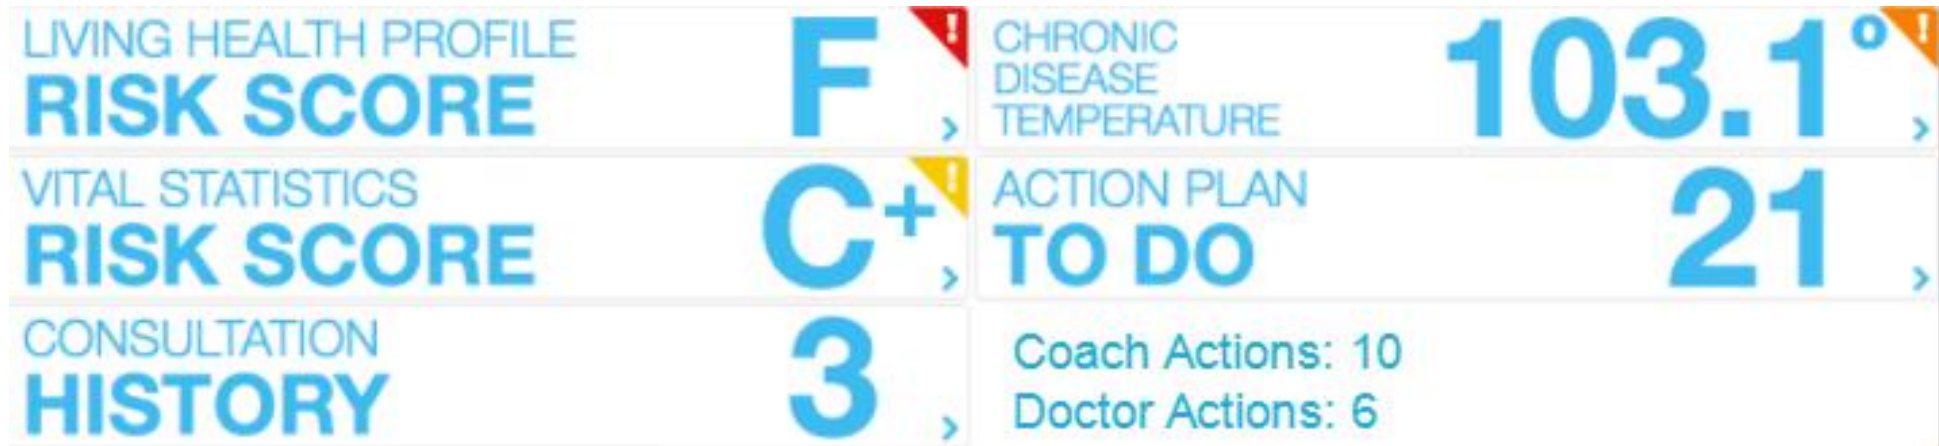 LIVING HEALTH PROFILE
RISK SCORE
F
!
>
CHRONIC
DISEASE
TEMPERATURE
103.1°
!
>
VITAL STATISTICS
RISK SCORE
C+
!
>
ACTION PLAN
TO DO
21
>
CONSULTATION
HISTORY
3
>
Coach Actions: 10
Doctor Actions: 6